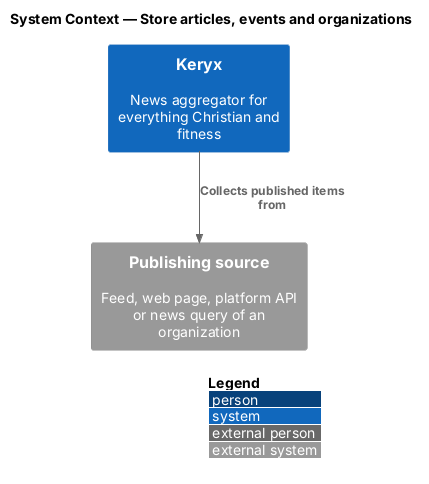 System Context — Store articles, events and organizations
Keryx
News aggregator for
everything Christian and
fitness
Collects published items
from
Publishing source
Feed, web page, platform API
or news query of an
organization
Legend
person
system
external person
external system